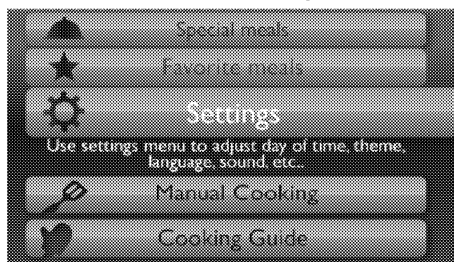 Special meals
Favorite meals
Settings
Use settings menu to adjust day of time, theme,
language, sound, etc..
Manual Cooking
Cooking Guide